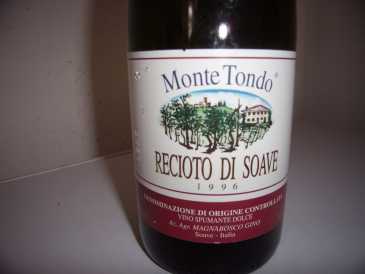 Monte Tondo®
RECIOTO DI SOAVE
1996
DENOMINAZIONE DI ORIGINE CONTROLLATA
VINO SPUMANTE DOLCE
Az. Agr. MAGNABOSCO GINO
Soave - Italia